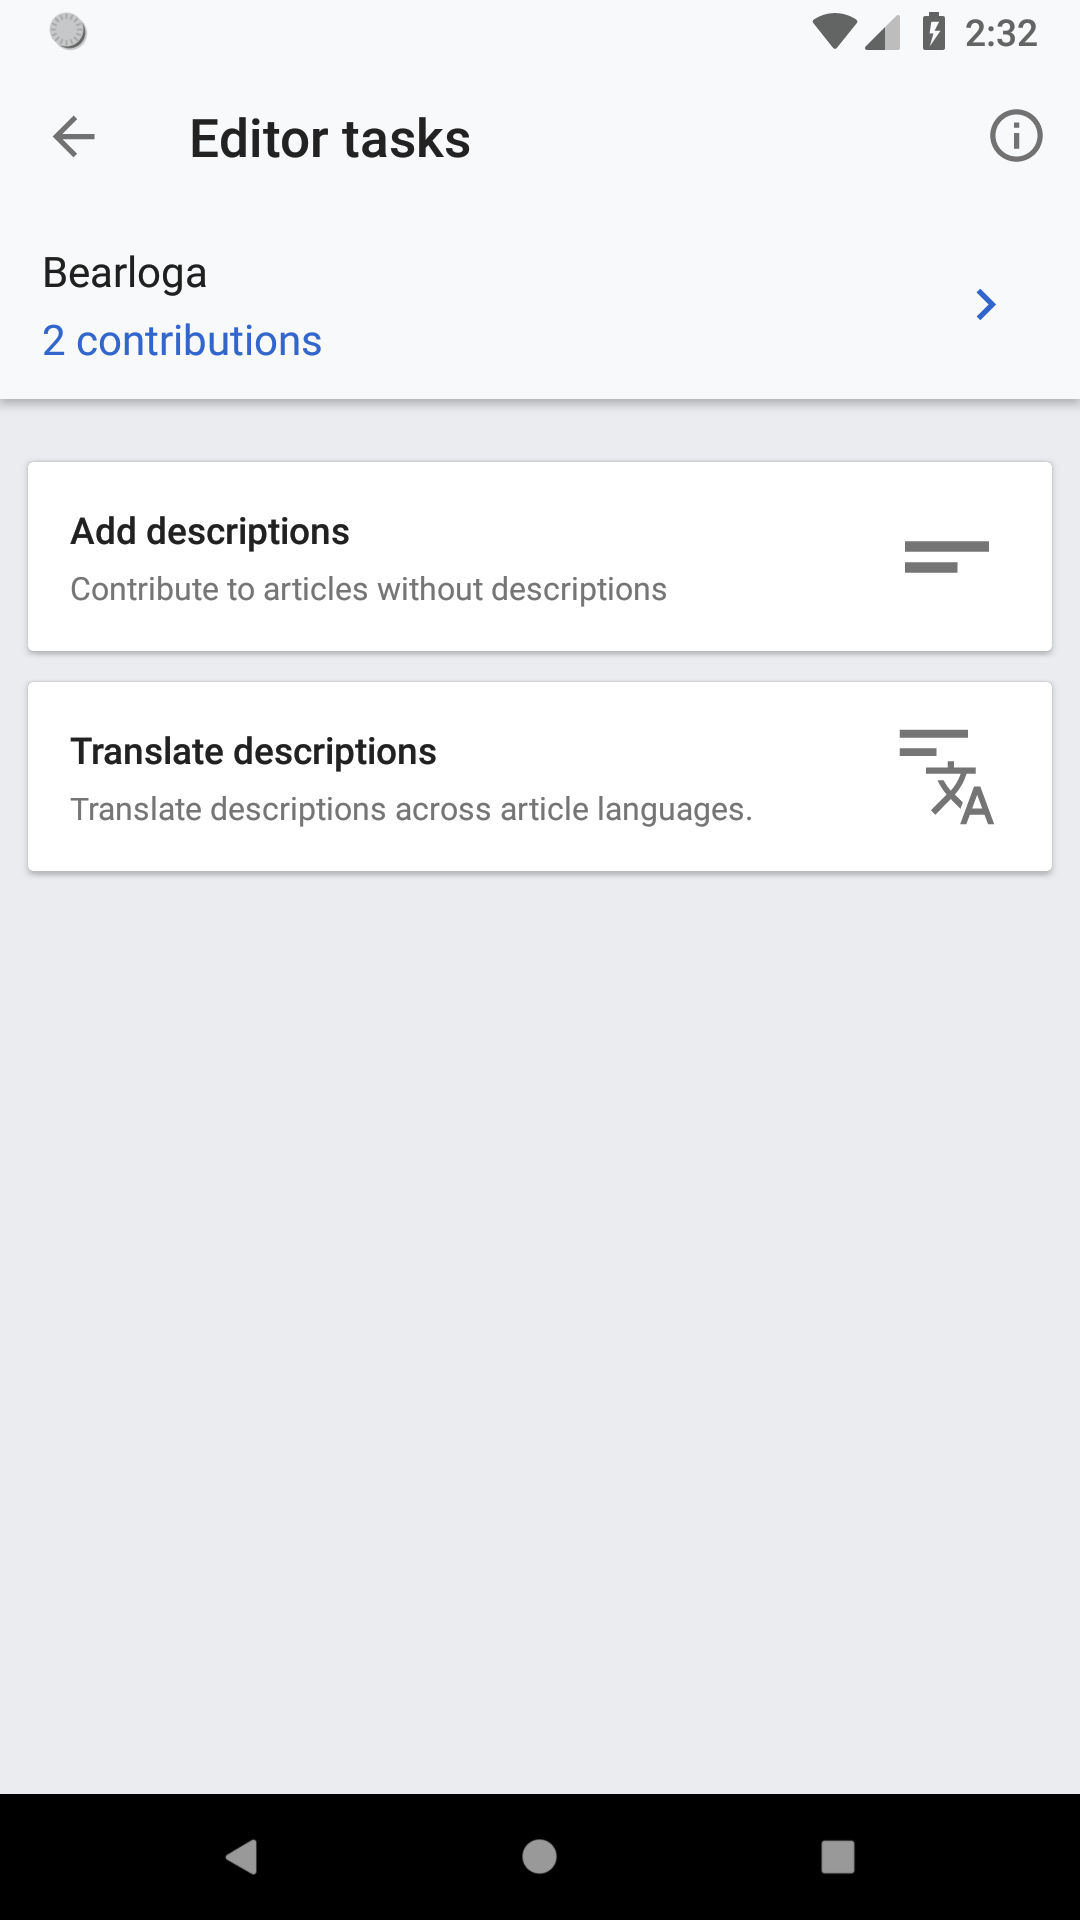 2:32
Editor tasks
Bearloga
2 contributions
Add descriptions
Contribute to articles without descriptions
Translate descriptions
Translate descriptions across article languages.